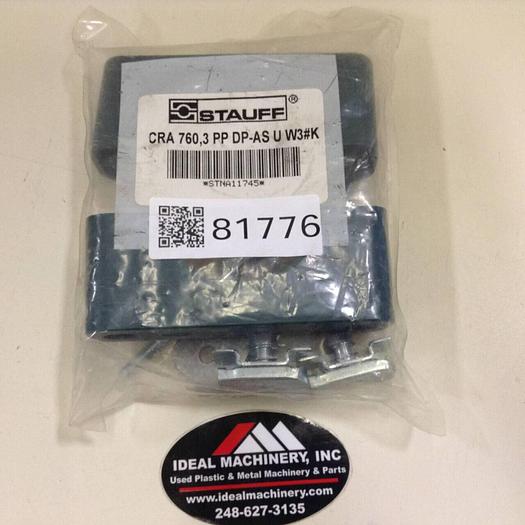 STAUFF®
CRA 760,3 PP DP-AS U W3#K
*STNA11745*
81776
IDEAL MACHINERY, INC
Used Plastic & Metal Machinery & Parts
www.idealmachinery.com
248-627-3135